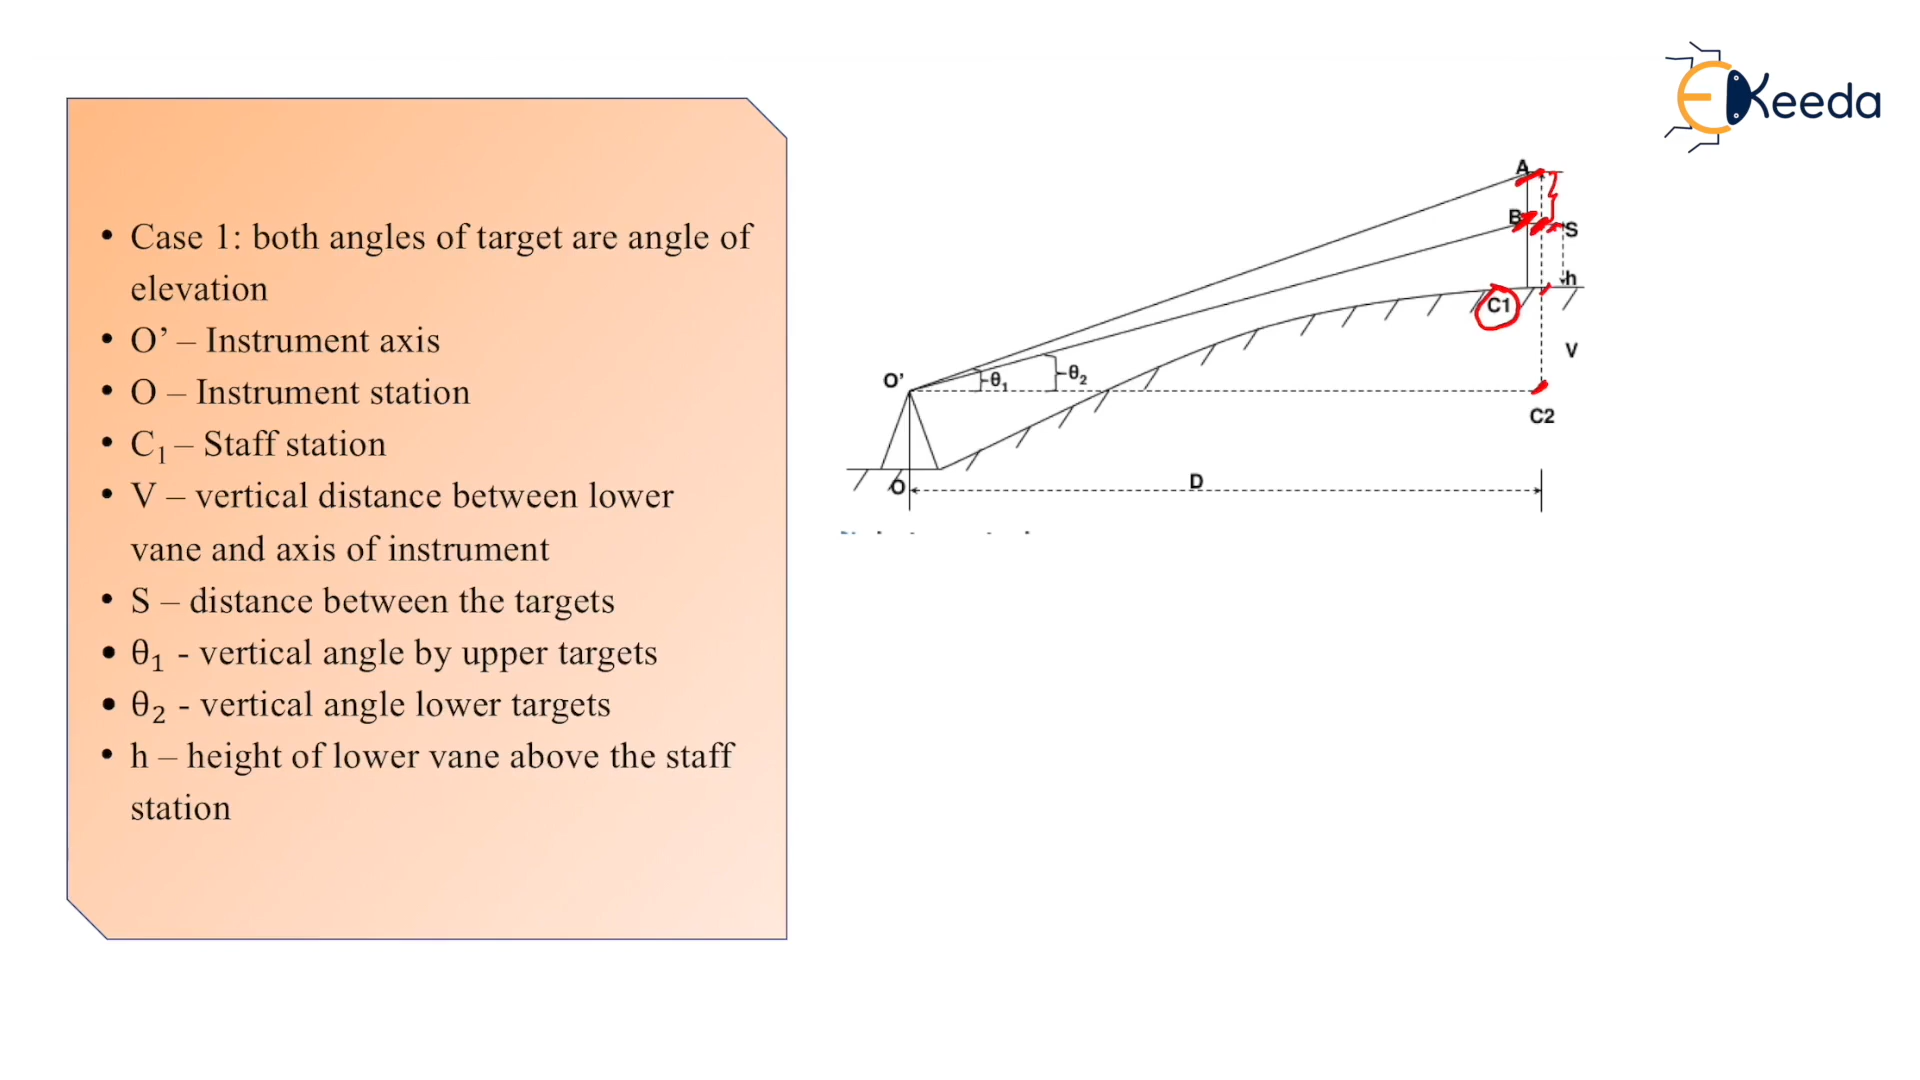 EKeeda
• Case 1: both angles of target are angle of
elevation
• O’ – Instrument axis
• O – Instrument station
• C₁ – Staff station
• V – vertical distance between lower
vane and axis of instrument
• S – distance between the targets
• θ₁ - vertical angle by upper targets
• θ₂ - vertical angle lower targets
• h – height of lower vane above the staff
station
A
B
S
h
C1
V
O'
θ₁
θ₂
C2
O
D